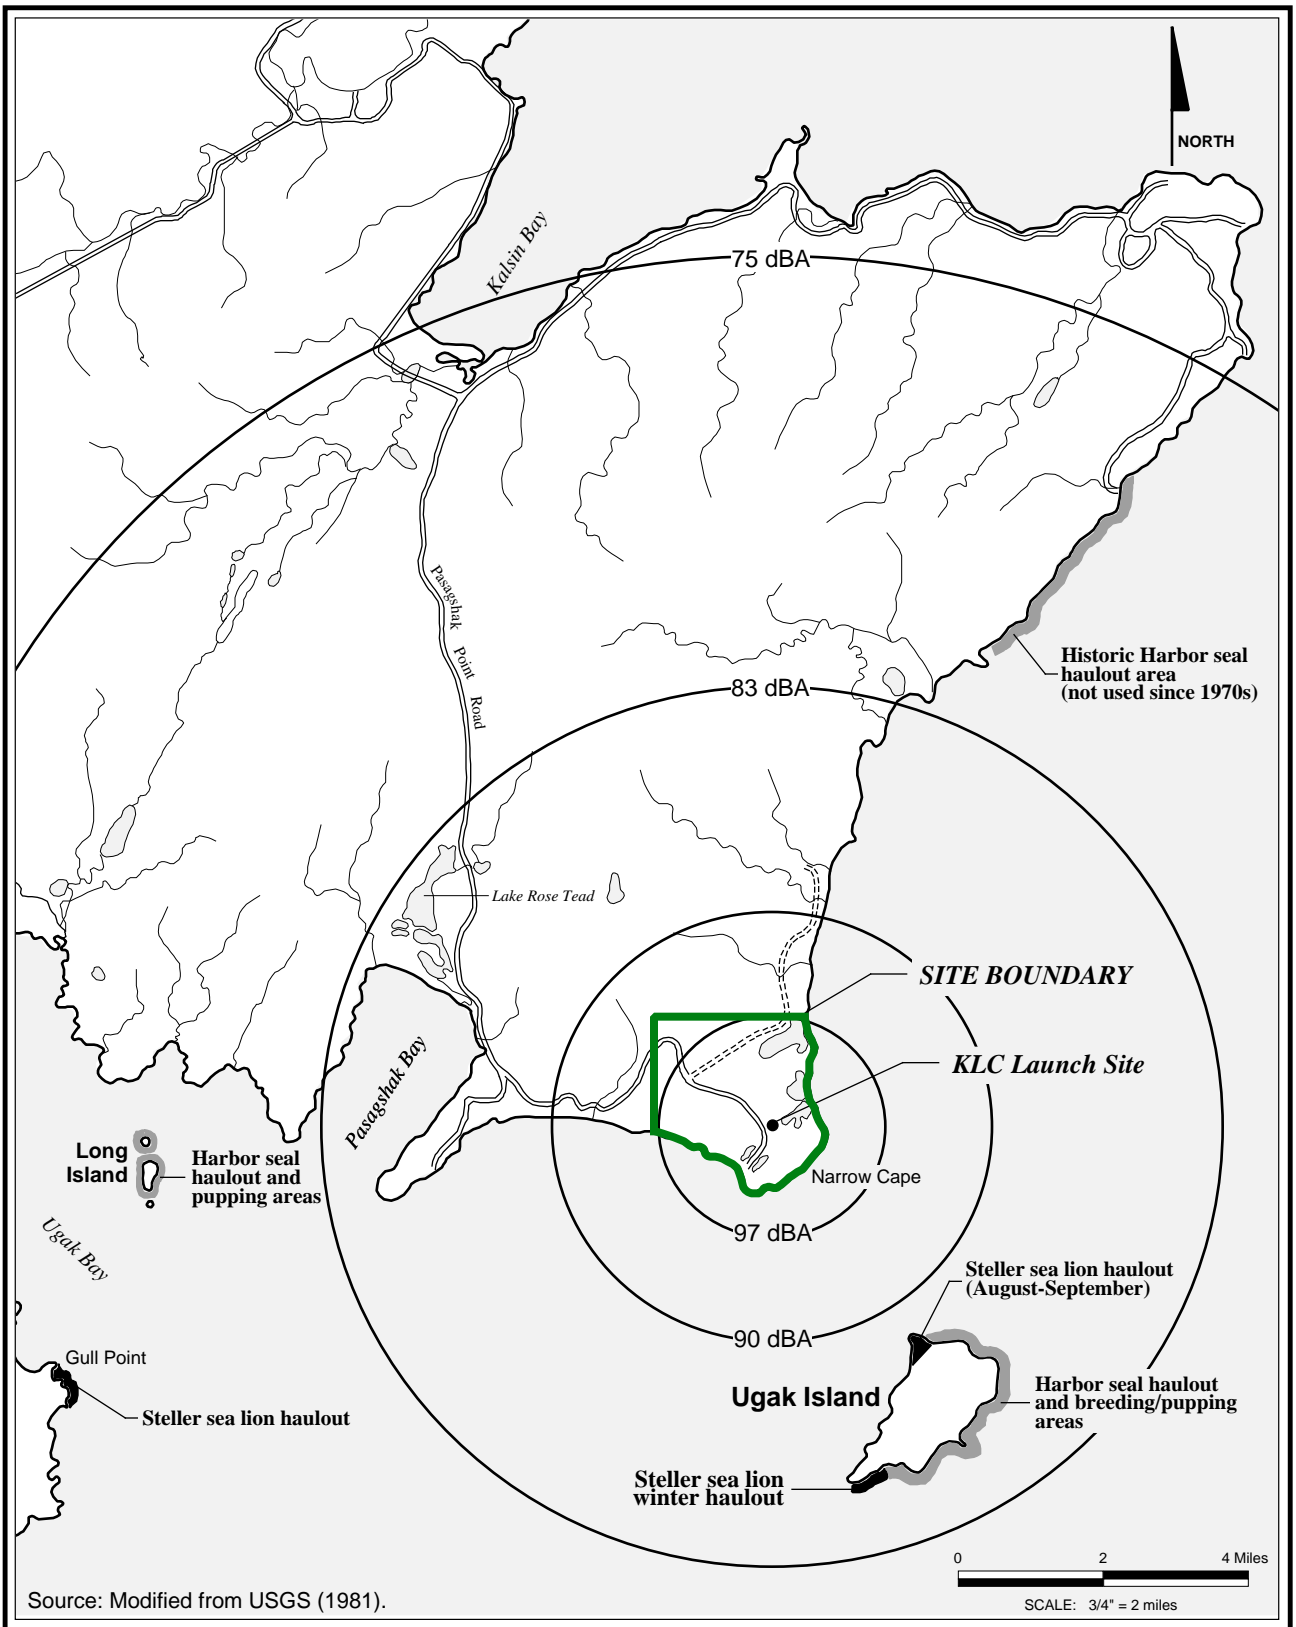 NORTH
Kalsin Bay
75 dBA
Pasagshak Point Road
Historic Harbor seal
haulout area
(not used since 1970s)
83 dBA
Lake Rose Tead
SITE BOUNDARY
KLC Launch Site
Pasagshak Bay
Long
Island
Harbor seal
haulout and
pupping areas
Narrow Cape
97 dBA
Ugak Bay
Steller sea lion haulout
(August-September)
90 dBA
Gull Point
Ugak Island
Harbor seal haulout
and breeding/pupping
areas
Steller sea lion haulout
Steller sea lion
winter haulout
0 2 4 Miles
SCALE: 3/4" = 2 miles
Source: Modified from USGS (1981).